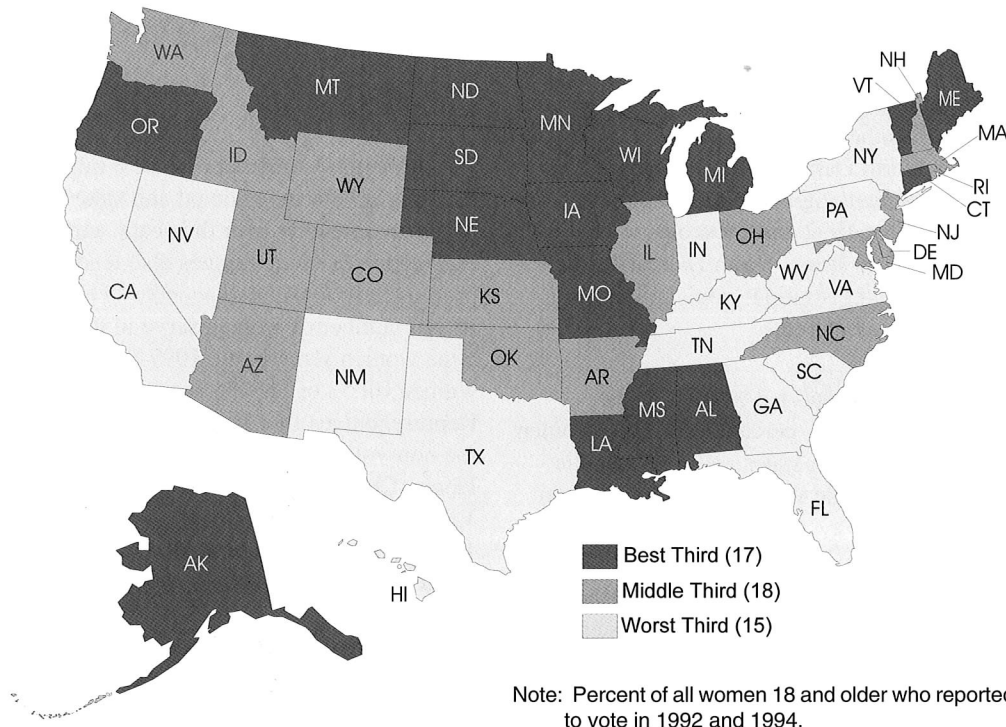 WA
MT
ND
MN
OR
ID
SD
WI
MI
NH
VT
ME
MA
NY
RI
CT
WY
NE
IA
PA
NJ
NV
UT
CO
IL
IN
OH
DE
MD
WV
VA
CA
KS
MO
KY
NC
AZ
NM
OK
AR
TN
SC
MS
AL
GA
TX
LA
FL
AK
HI
Best Third (17)
Middle Third (18)
Worst Third (15)
Note: Percent of all women 18 and older who reported
to vote in 1992 and 1994.